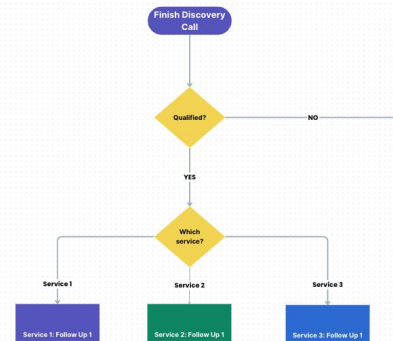 Finish Discovery
Call
Qualified?
NO
YES
Which
service?
Service 1
Service 2
Service 3
Service 1: Follow Up 1
Service 2: Follow Up 1
Service 3: Follow Up 1